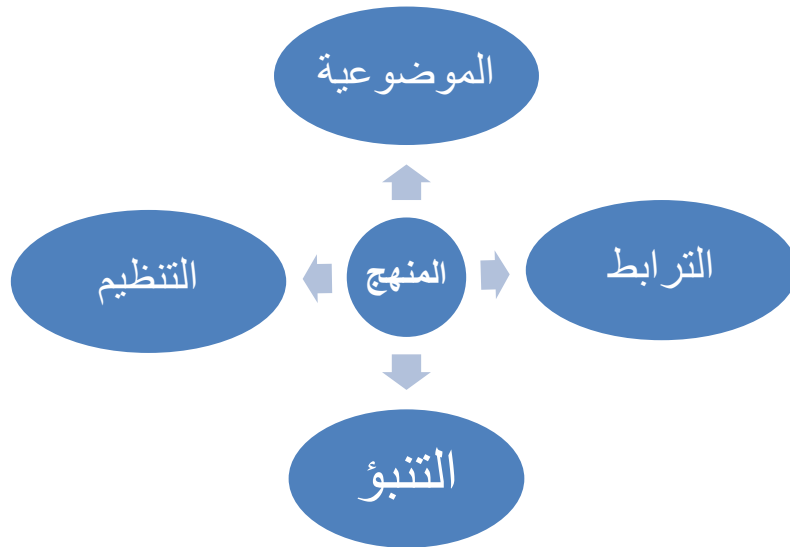 الموضوعية
الترابط
المنهج
التنظيم
التنبؤ